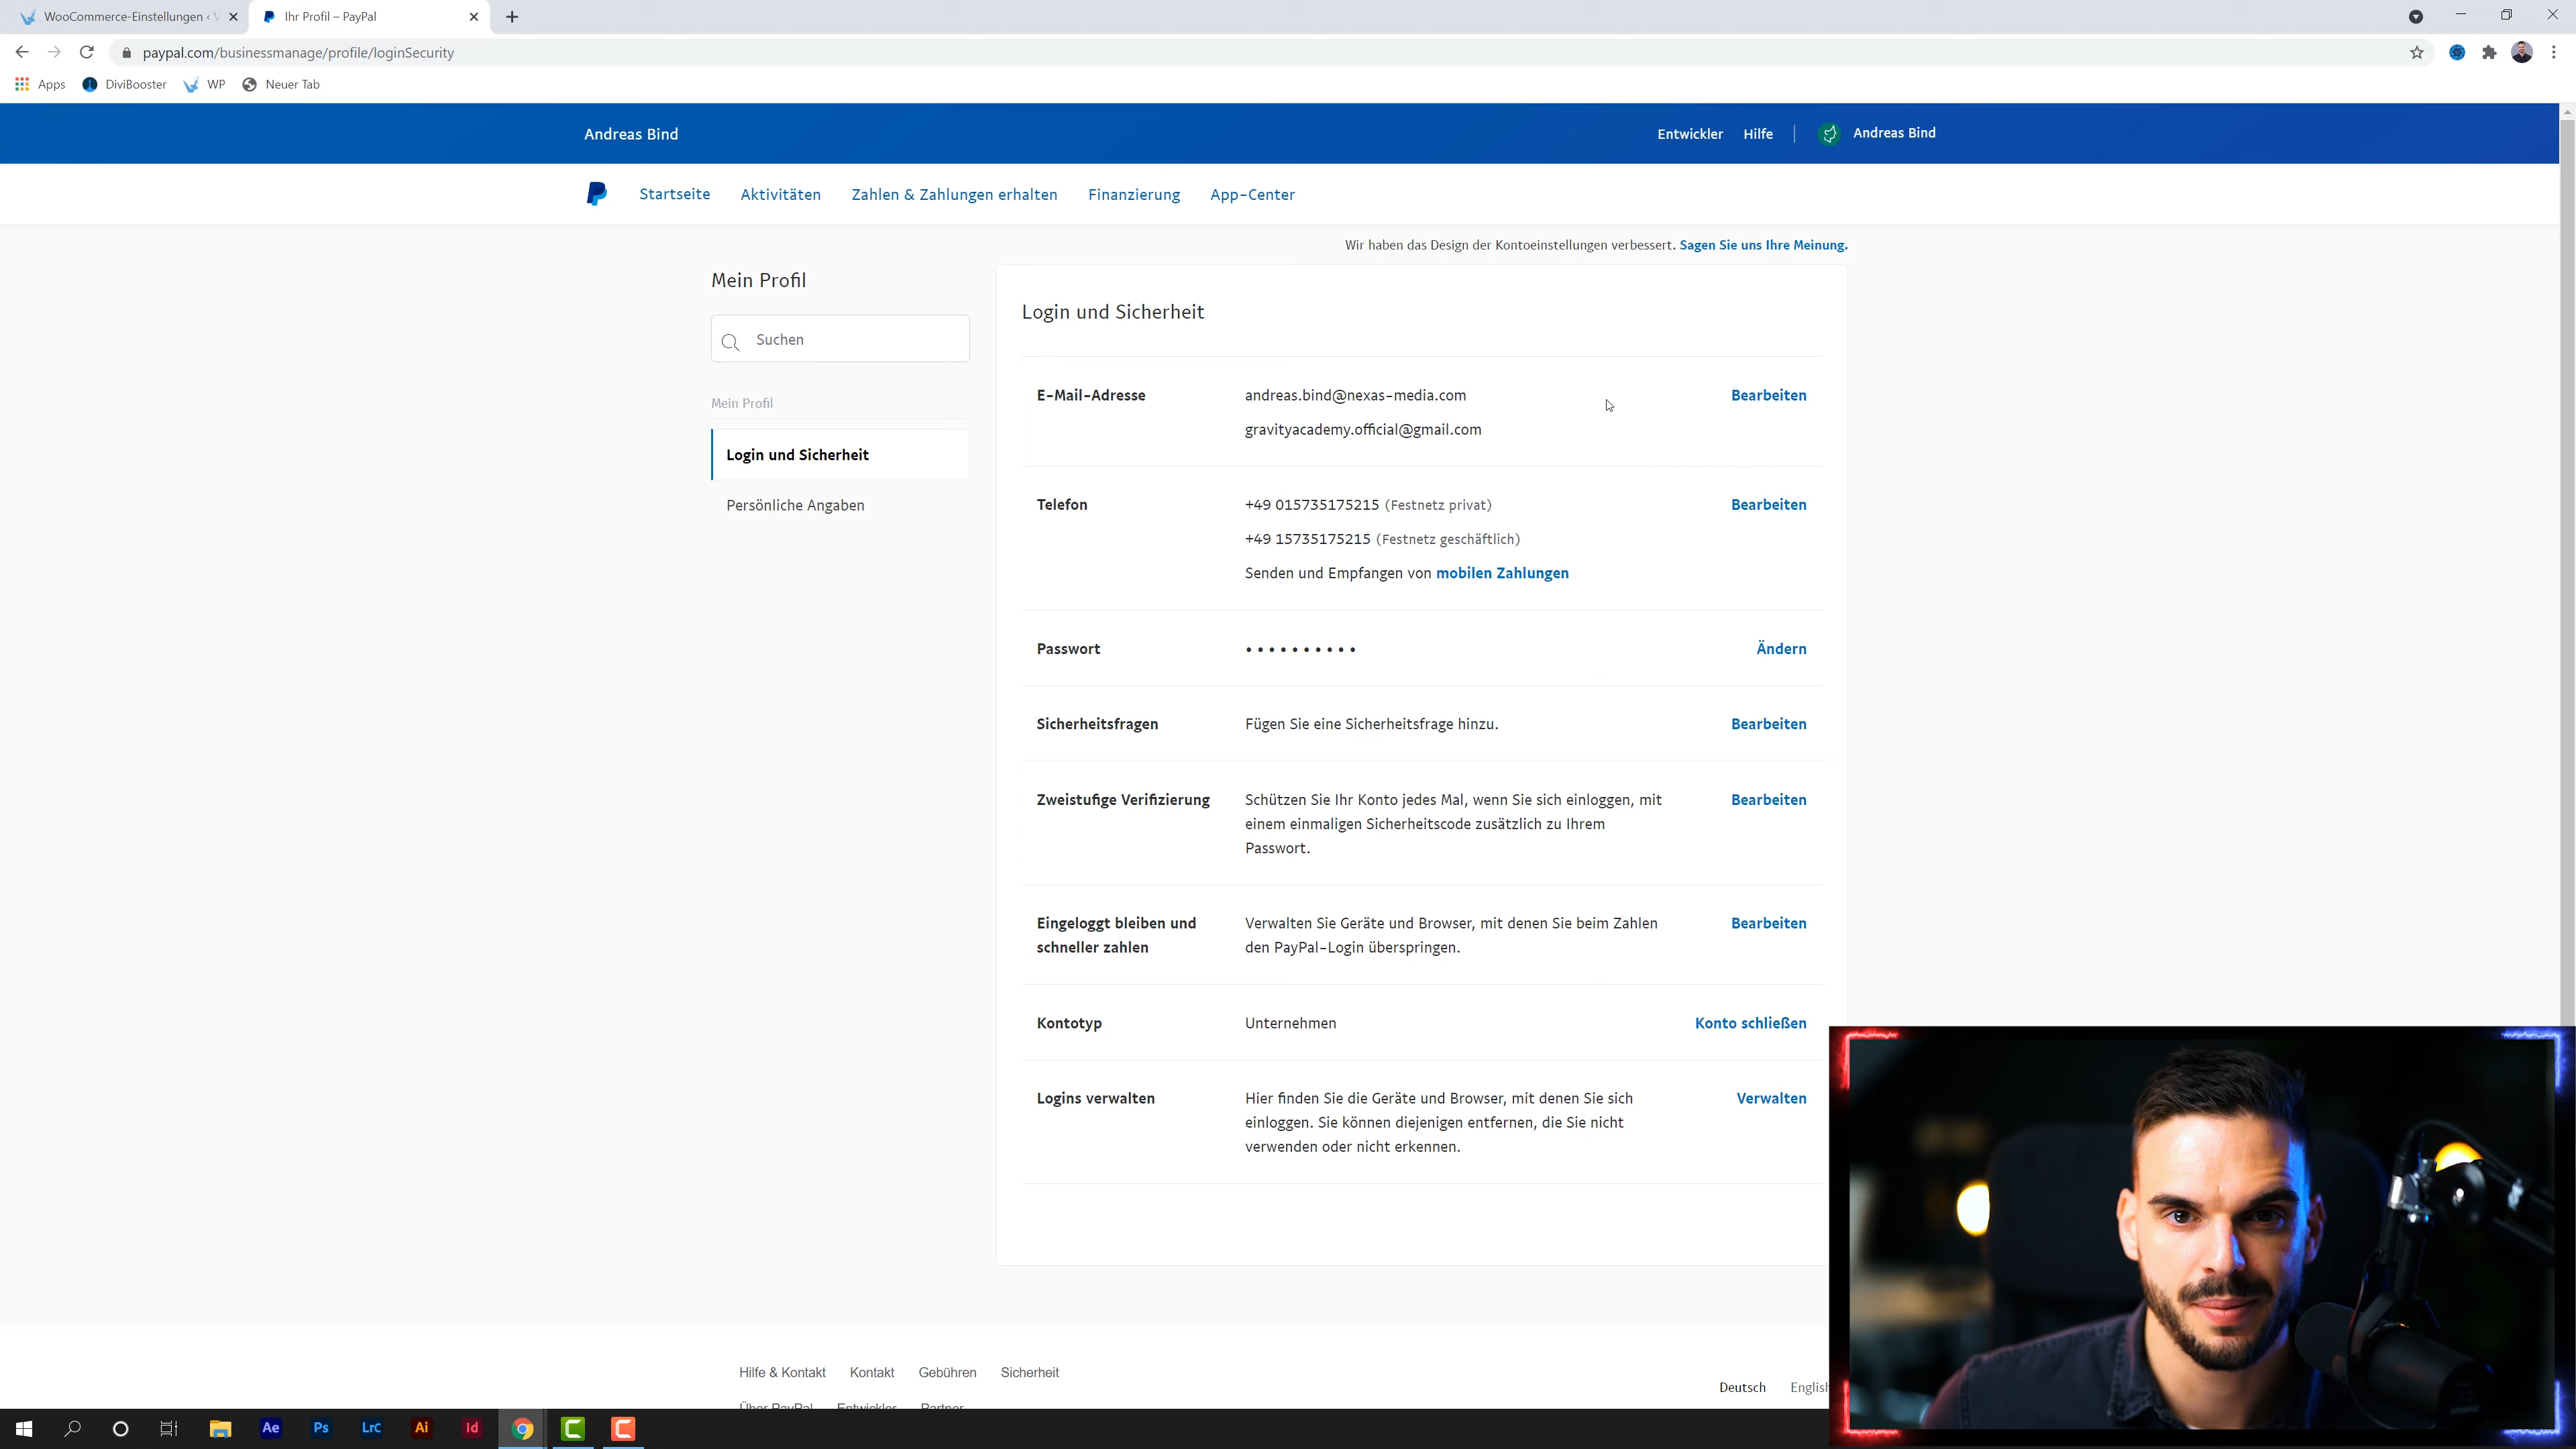 WooCommerce-Einstellungen ‹
Ihr Profil – PayPal
paypal.com/businessmanage/profile/loginSecurity
Apps
DiviBooster
WP
Neuer Tab
Andreas Bind
Entwickler
Hilfe
Andreas Bind
Startseite
Aktivitäten
Zahlen & Zahlungen erhalten
Finanzierung
App-Center
Wir haben das Design der Kontoeinstellungen verbessert. Sagen Sie uns Ihre Meinung.
Mein Profil
Suchen
Mein Profil
Login und Sicherheit
Persönliche Angaben
Login und Sicherheit
E-Mail-Adresse
andreas.bind@nexas-media.com
Bearbeiten
gravityacademy.official@gmail.com
Telefon
+49 015735175215 (Festnetz privat)
Bearbeiten
+49 15735175215 (Festnetz geschäftlich)
Senden und Empfangen von mobilen Zahlungen
Passwort
••••••••••
Ändern
Sicherheitsfragen
Fügen Sie eine Sicherheitsfrage hinzu.
Bearbeiten
Zweistufige Verifizierung
Schützen Sie Ihr Konto jedes Mal, wenn Sie sich einloggen, mit
einem einmaligen Sicherheitscode zusätzlich zu Ihrem
Passwort.
Bearbeiten
Eingeloggt bleiben und
schneller zahlen
Verwalten Sie Geräte und Browser, mit denen Sie beim Zahlen
den PayPal-Login überspringen.
Bearbeiten
Kontotyp
Unternehmen
Konto schließen
Logins verwalten
Hier finden Sie die Geräte und Browser, mit denen Sie sich
einloggen. Sie können diejenigen entfernen, die Sie nicht
verwenden oder nicht erkennen.
Verwalten
Hilfe & Kontakt
Kontakt
Gebühren
Sicherheit
Deutsch
English
Über PayPal
Entwickler
Partner
Ae
Ps
LrC
Ai
Id